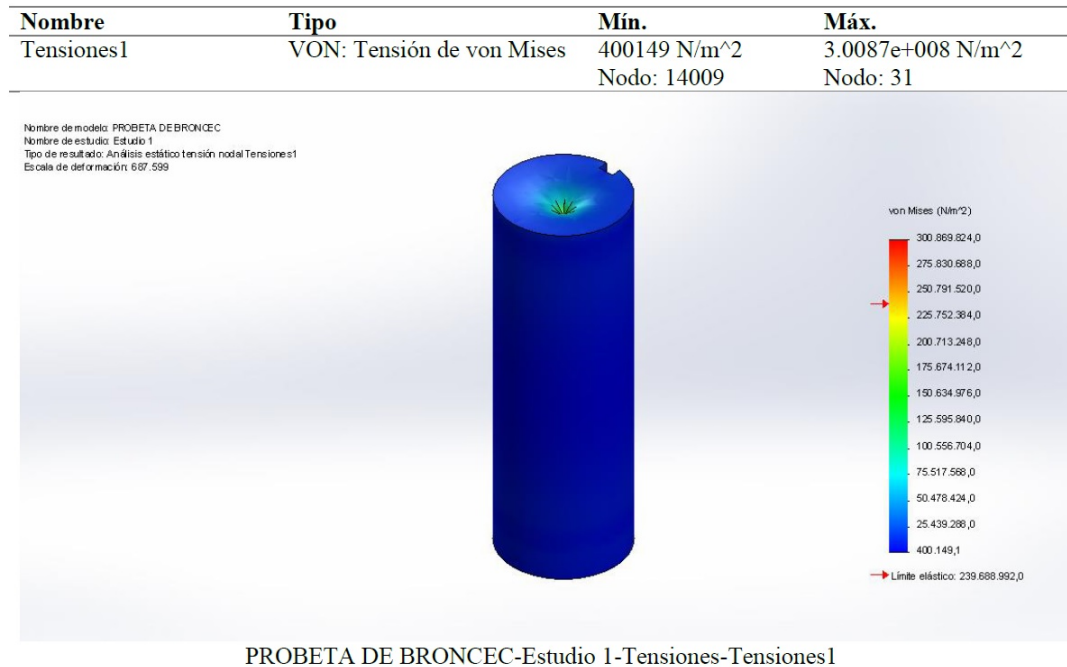 Nombre Tipo Mín. Máx.
Tensiones1 VON: Tensión de von Mises 400149 N/m^2 3.0087e+008 N/m^2
Nodo: 14009 Nodo: 31
Nombre de modelo: PROBETA DE BRONCEC
Nombre de estudio: Estudio 1
Tipo de resultado: Análisis estático tensión nodal Tensiones1
Escala de deformación: 687.599
von Mises (N/m^2)
300.869.824,0
275.830.688,0
250.791.520,0
225.752.384,0
200.713.248,0
175.674.112,0
150.634.976,0
125.595.840,0
100.556.704,0
75.517.568,0
50.478.424,0
25.439.288,0
400.149,1
Límite elástico: 239.688.992,0
PROBETA DE BRONCEC-Estudio 1-Tensiones-Tensiones1